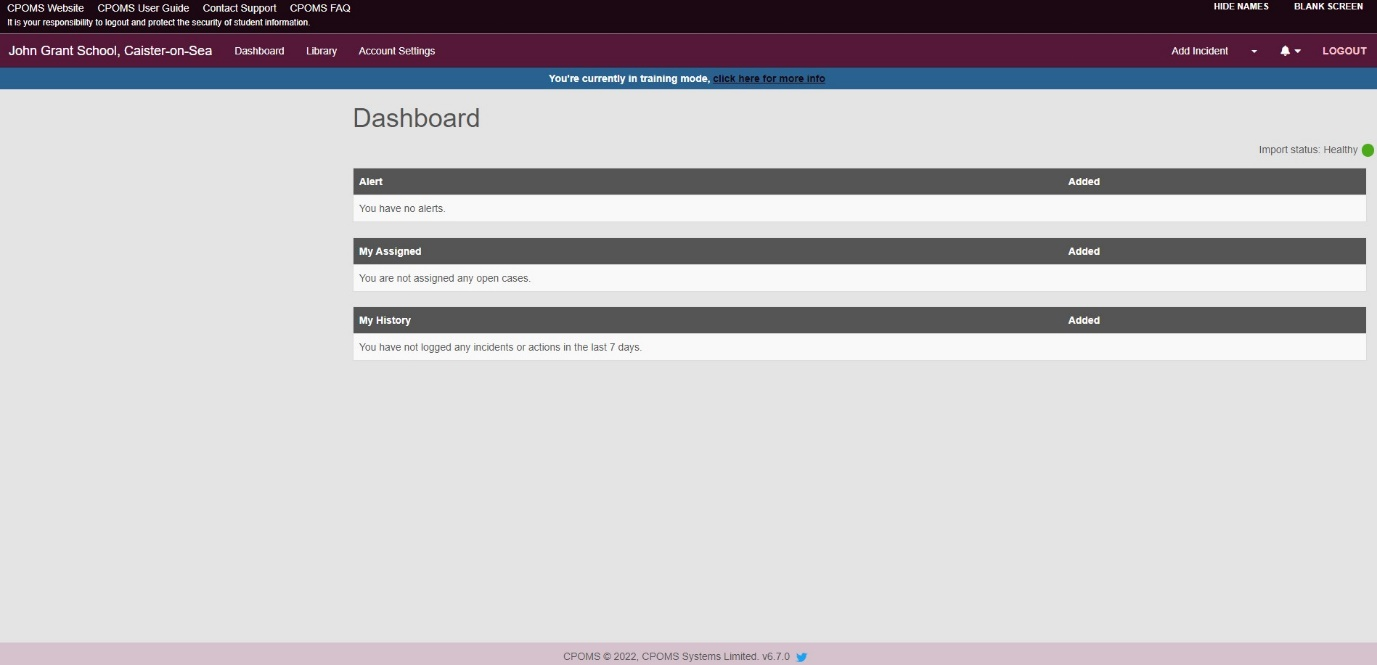 CPOMS Website CPOMS User Guide Contact Support CPOMS FAQ HIDE NAMES BLANK SCREEN
It is your responsibility to logout and protect the security of student information.
John Grant School, Caister-on-Sea Dashboard Library Account Settings Add Incident LOGOUT
You're currently in training mode, click here for more info
Dashboard
Import status: Healthy
Alert Added
You have no alerts.
My Assigned Added
You are not assigned any open cases.
My History Added
You have not logged any incidents or actions in the last 7 days.
CPOMS © 2022, CPOMS Systems Limited. v6.7.0